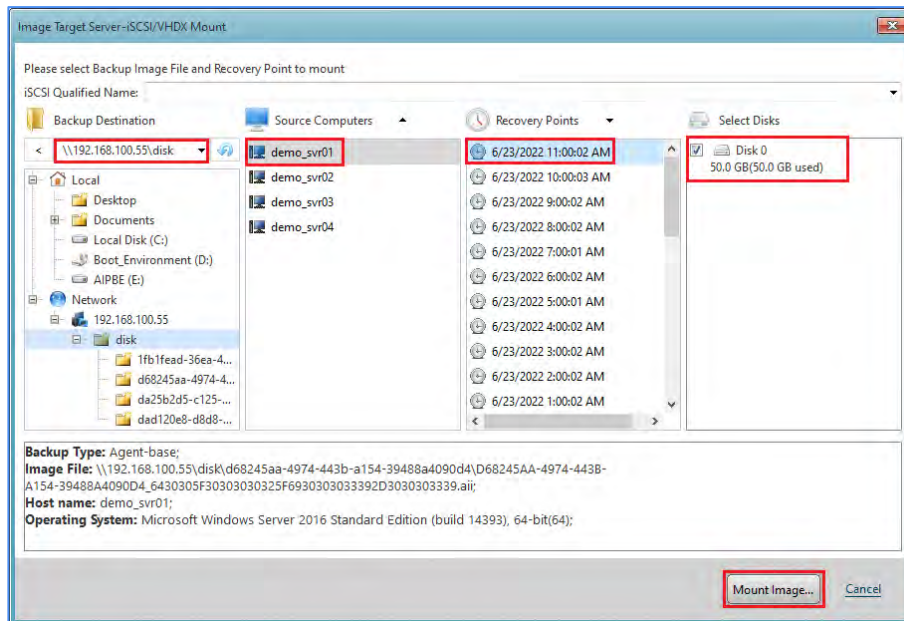 Image Target Server-iSCSI/VHDX Mount
Please select Backup Image File and Recovery Point to mount
iSCSI Qualified Name:
Backup Destination
Source Computers
Recovery Points
Select Disks
< \\192.168.100.55\disk
Local
Desktop
Documents
Local Disk (C:)
Boot_Environment (D:)
AIPBE (E:)
Network
192.168.100.55
disk
1fb1fead-36ea-4...
d68245aa-4974-4...
da25b2d5-c125-...
dad120e8-d8d8-...
demo_svr01
demo_svr02
demo_svr03
demo_svr04
6/23/2022 11:00:02 AM
6/23/2022 10:00:03 AM
6/23/2022 9:00:02 AM
6/23/2022 8:00:02 AM
6/23/2022 7:00:01 AM
6/23/2022 6:00:02 AM
6/23/2022 5:00:01 AM
6/23/2022 4:00:02 AM
6/23/2022 3:00:02 AM
6/23/2022 2:00:02 AM
6/23/2022 1:00:02 AM
Disk 0
50.0 GB(50.0 GB used)
Backup Type: Agent-base;
Image File: \\192.168.100.55\disk\d68245aa-4974-443b-a154-39488a4090d4\D68245AA-4974-443B-
A154-39488A4090D4_6430305F30303030325F6930303033392D3030303339.aii;
Host name: demo_svr01;
Operating System: Microsoft Windows Server 2016 Standard Edition (build 14393), 64-bit(64);
Mount Image...
Cancel